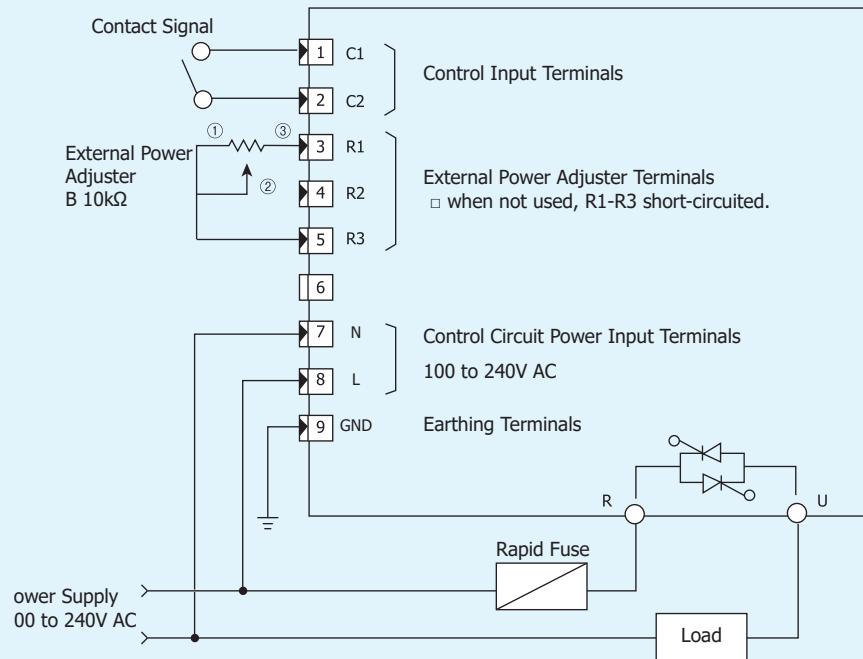 Contact Signal
1 C1
Control Input Terminals
2 C2
① ③
3 R1
External Power
Adjuster
B 10kΩ
②
4 R2
External Power Adjuster Terminals
□ when not used, R1-R3 short-circuited.
5 R3
6
7 N
Control Circuit Power Input Terminals
8 L
100 to 240V AC
9 GND
Earthing Terminals
R
U
Rapid Fuse
ower Supply
00 to 240V AC
Load